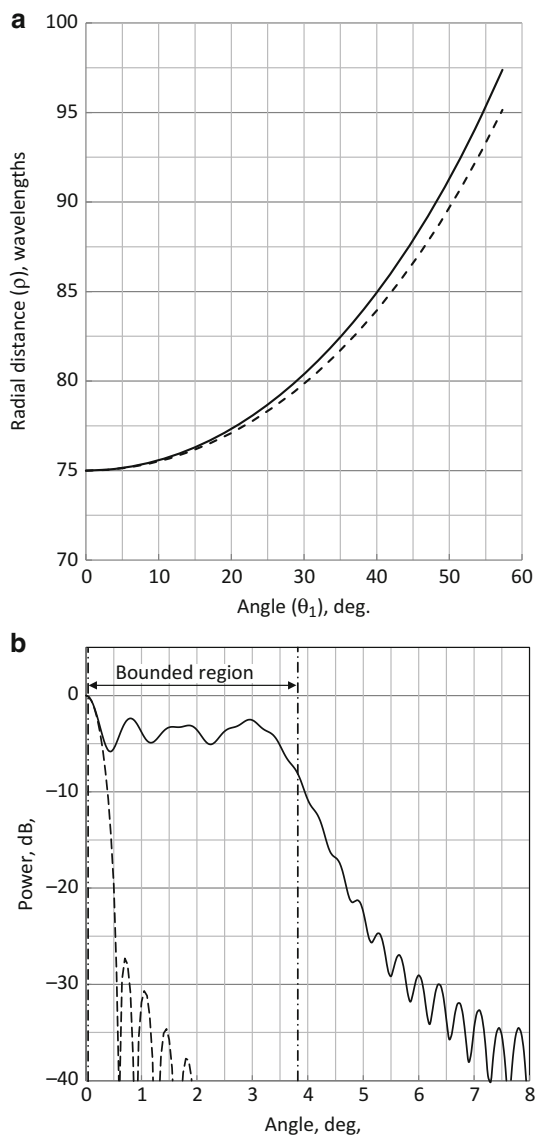 a
100
95
90
85
80
75
70
Radial distance (ρ), wavelengths
0 10 20 30 40 50 60
Angle (θ₁), deg.
b
Bounded region
0
–10
–20
–30
–40
Power, dB,
0 1 2 3 4 5 6 7 8
Angle, deg,